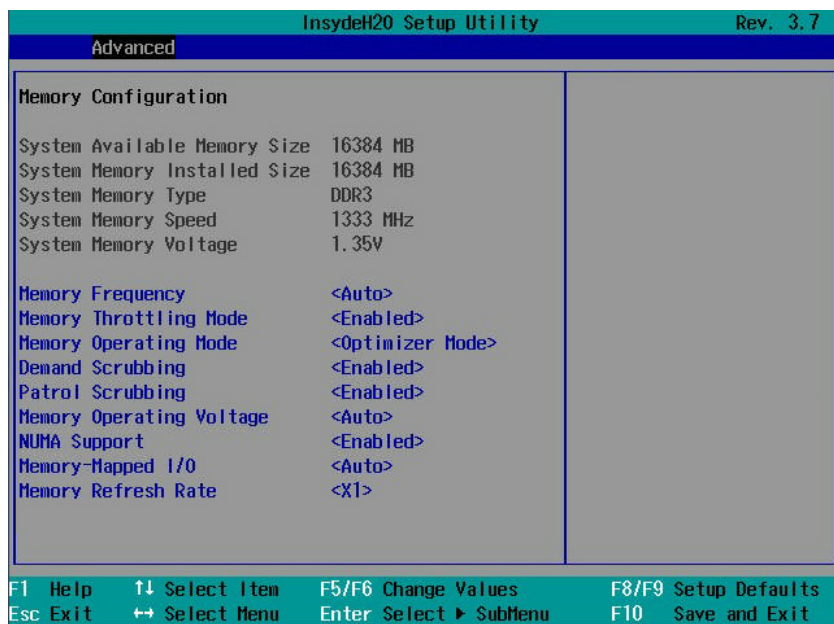 InsydeH20 Setup Utility Rev. 3.7
Advanced
Memory Configuration
System Available Memory Size 16384 MB
System Memory Installed Size 16384 MB
System Memory Type DDR3
System Memory Speed 1333 MHz
System Memory Voltage 1.35V
Memory Frequency <Auto>
Memory Throttling Mode <Enabled>
Memory Operating Mode <Optimizer Mode>
Demand Scrubbing <Enabled>
Patrol Scrubbing <Enabled>
Memory Operating Voltage <Auto>
NUMA Support <Enabled>
Memory-Mapped I/O <Auto>
Memory Refresh Rate <X1>
F1 Help ↑↓ Select Item F5/F6 Change Values F8/F9 Setup Defaults
Esc Exit ↔ Select Menu Enter Select ▶ SubMenu F10 Save and Exit